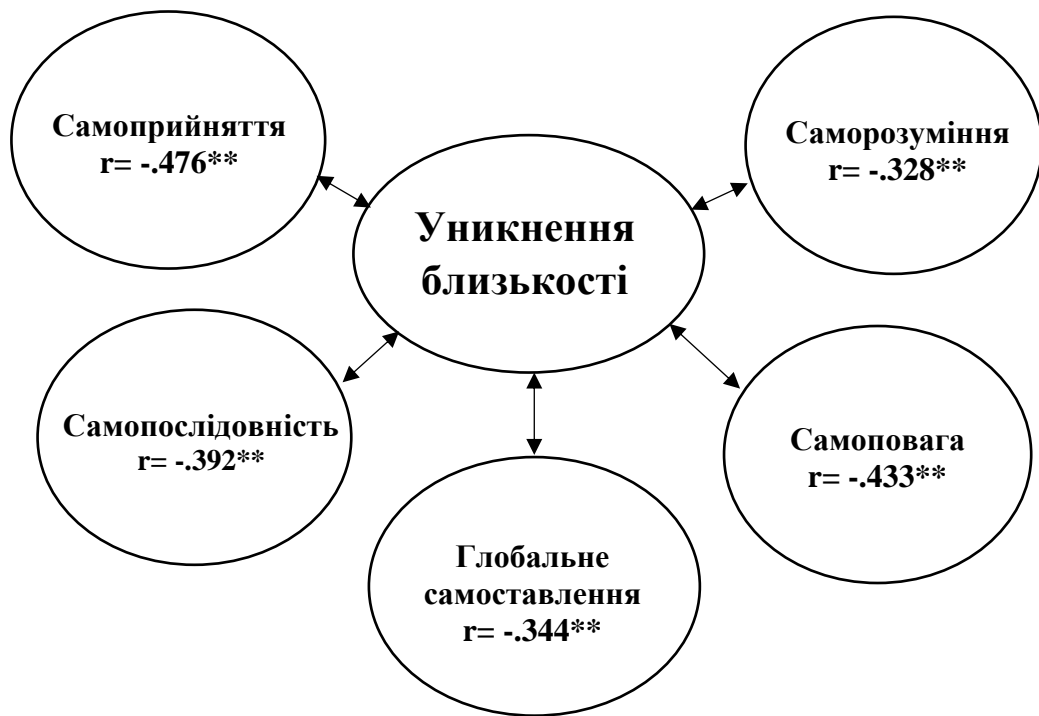 Самоприйняття
r= -.476**
Саморозуміння
r= -.328**
Уникнення
близькості
Самопослідовність
r= -.392**
Самоповага
r= -.433**
Глобальне
самоставлення
r= -.344**